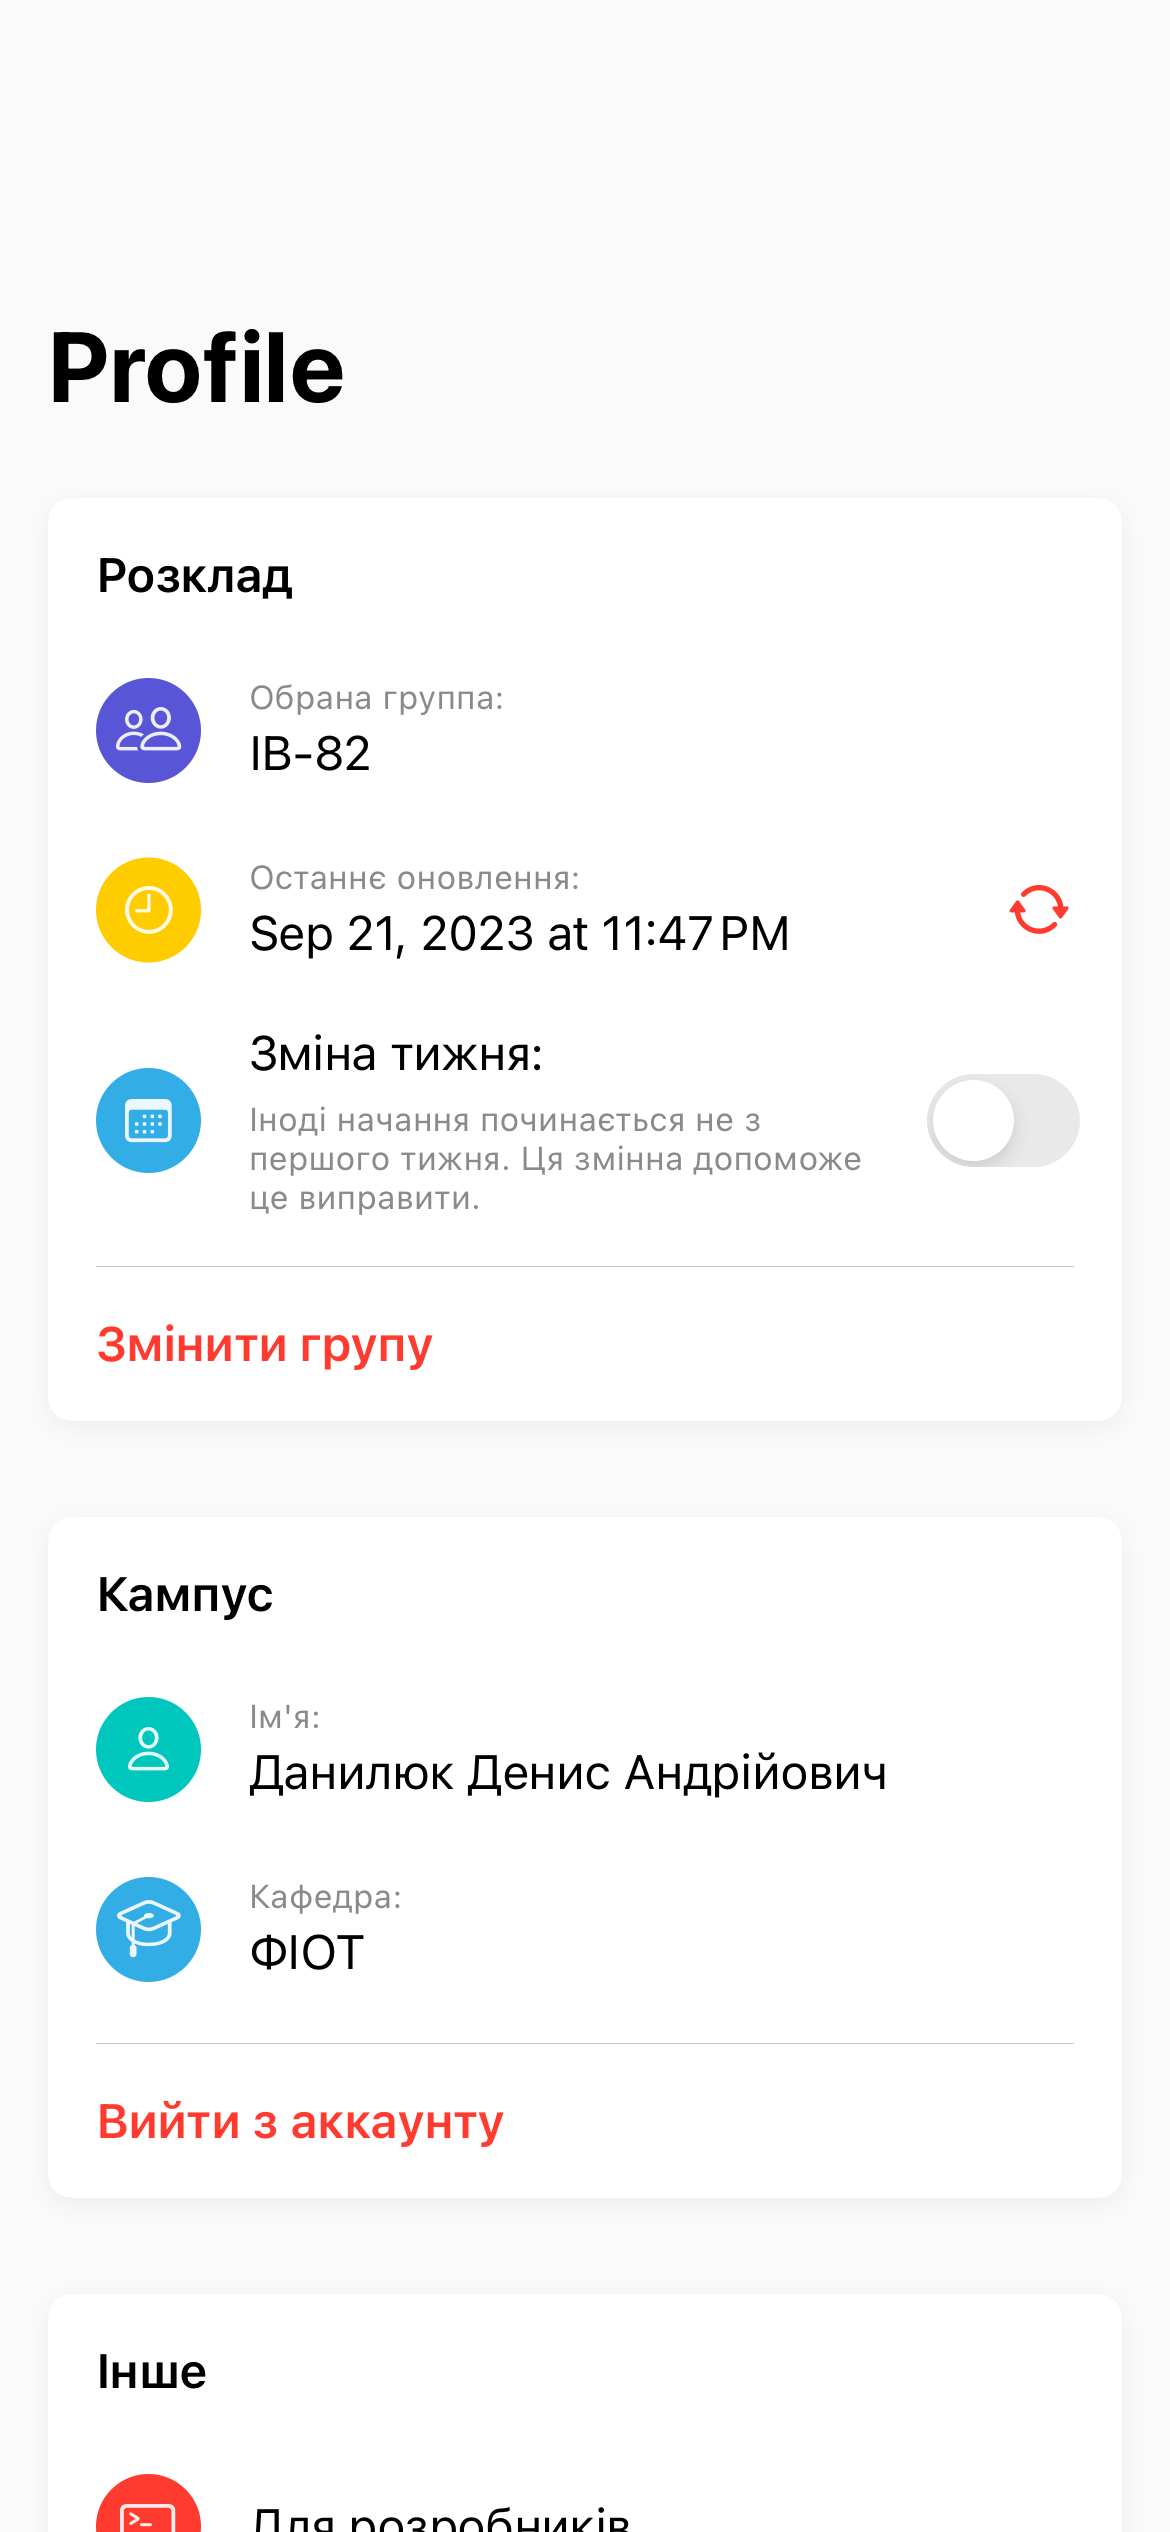 Profile
Розклад
Обрана группа:
ІВ-82
Останнє оновлення:
Sep 21, 2023 at 11:47 PM
Зміна тижня:
Іноді начання починається не з
першого тижня. Ця змінна допоможе
це виправити.
Змінити групу
Кампус
Ім'я:
Данилюк Денис Андрійович
Кафедра:
ФІОТ
Вийти з аккаунту
Інше
Для розробників